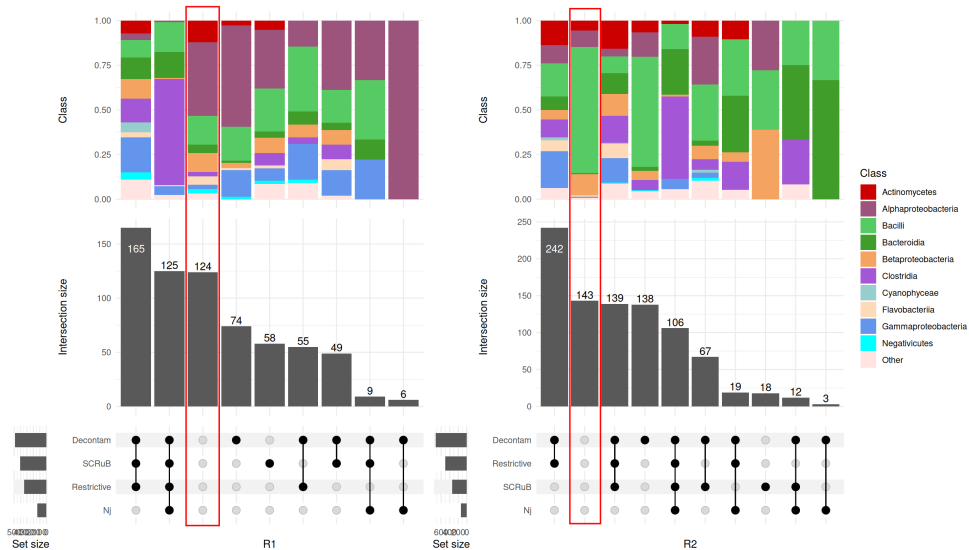 1.00
0.75
0.50
0.25
0.00
Class
150
100
50
0
Intersection size
165
125
124
74
58
55
49
9
6
Decontam
SCRuB
Restrictive
Nj
Set size
R1
1.00
0.75
0.50
0.25
0.00
Class
250
200
150
100
50
0
Intersection size
242
143
139
138
106
67
19
18
12
3
Decontam
Restrictive
SCRuB
Nj
Set size
R2
Class
Actinomycetes
Alphaproteobacteria
Bacilli
Bacteroidia
Betaproteobacteria
Clostridia
Cyanophyceae
Flavobacteriia
Gammaproteobacteria
Negativicutes
Other